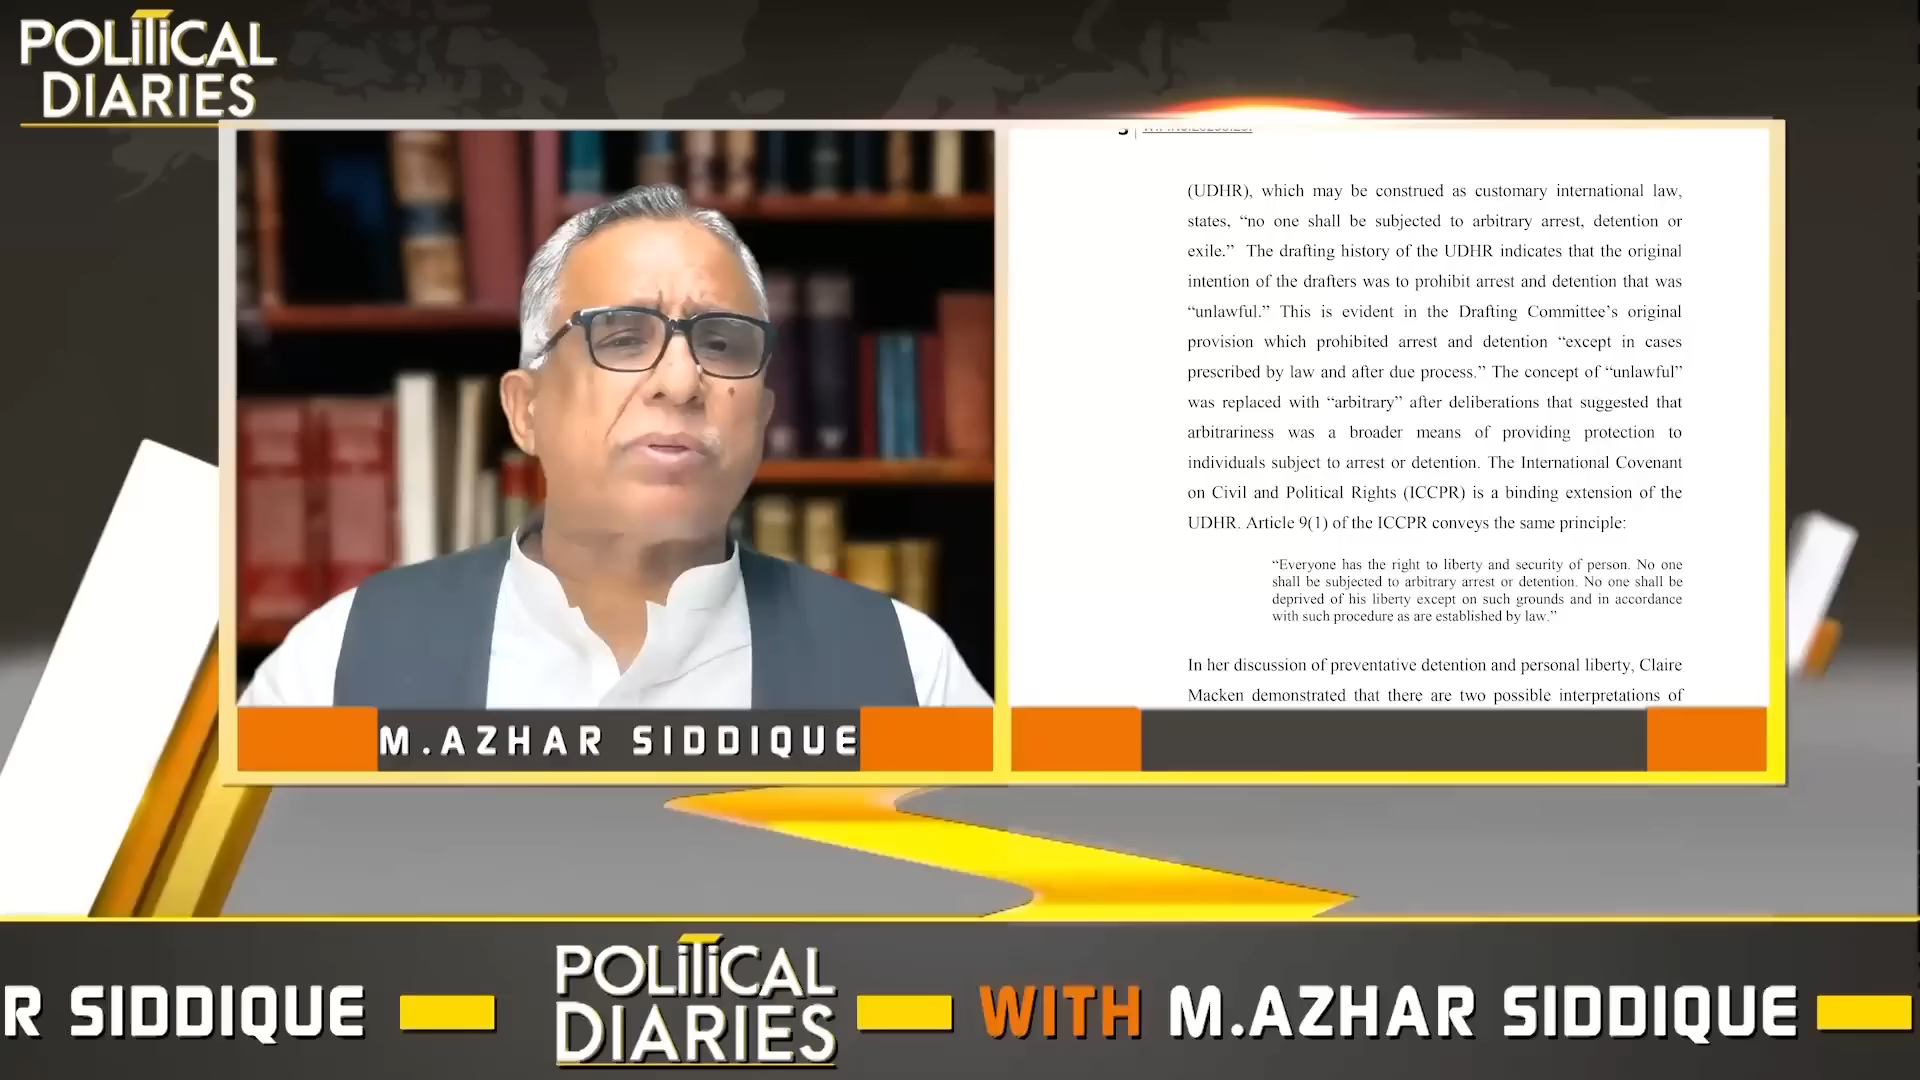 POLITICAL
DIARIES
3
(UDHR), which may be construed as customary international law,
states, “no one shall be subjected to arbitrary arrest, detention or
exile.” The drafting history of the UDHR indicates that the original
intention of the drafters was to prohibit arrest and detention that was
“unlawful.” This is evident in the Drafting Committee’s original
provision which prohibited arrest and detention “except in cases
prescribed by law and after due process.” The concept of “unlawful”
was replaced with “arbitrary” after deliberations that suggested that
arbitrariness was a broader means of providing protection to
individuals subject to arrest or detention. The International Covenant
on Civil and Political Rights (ICCPR) is a binding extension of the
UDHR. Article 9(1) of the ICCPR conveys the same principle:
“Everyone has the right to liberty and security of person. No one
shall be subjected to arbitrary arrest or detention. No one shall be
deprived of his liberty except on such grounds and in accordance
with such procedure as are established by law.”
In her discussion of preventative detention and personal liberty, Claire
Macken demonstrated that there are two possible interpretations of
M.AZHAR SIDDIQUE
R SIDDIQUE
POLITICAL
DIARIES
WITH M.AZHAR SIDDIQUE